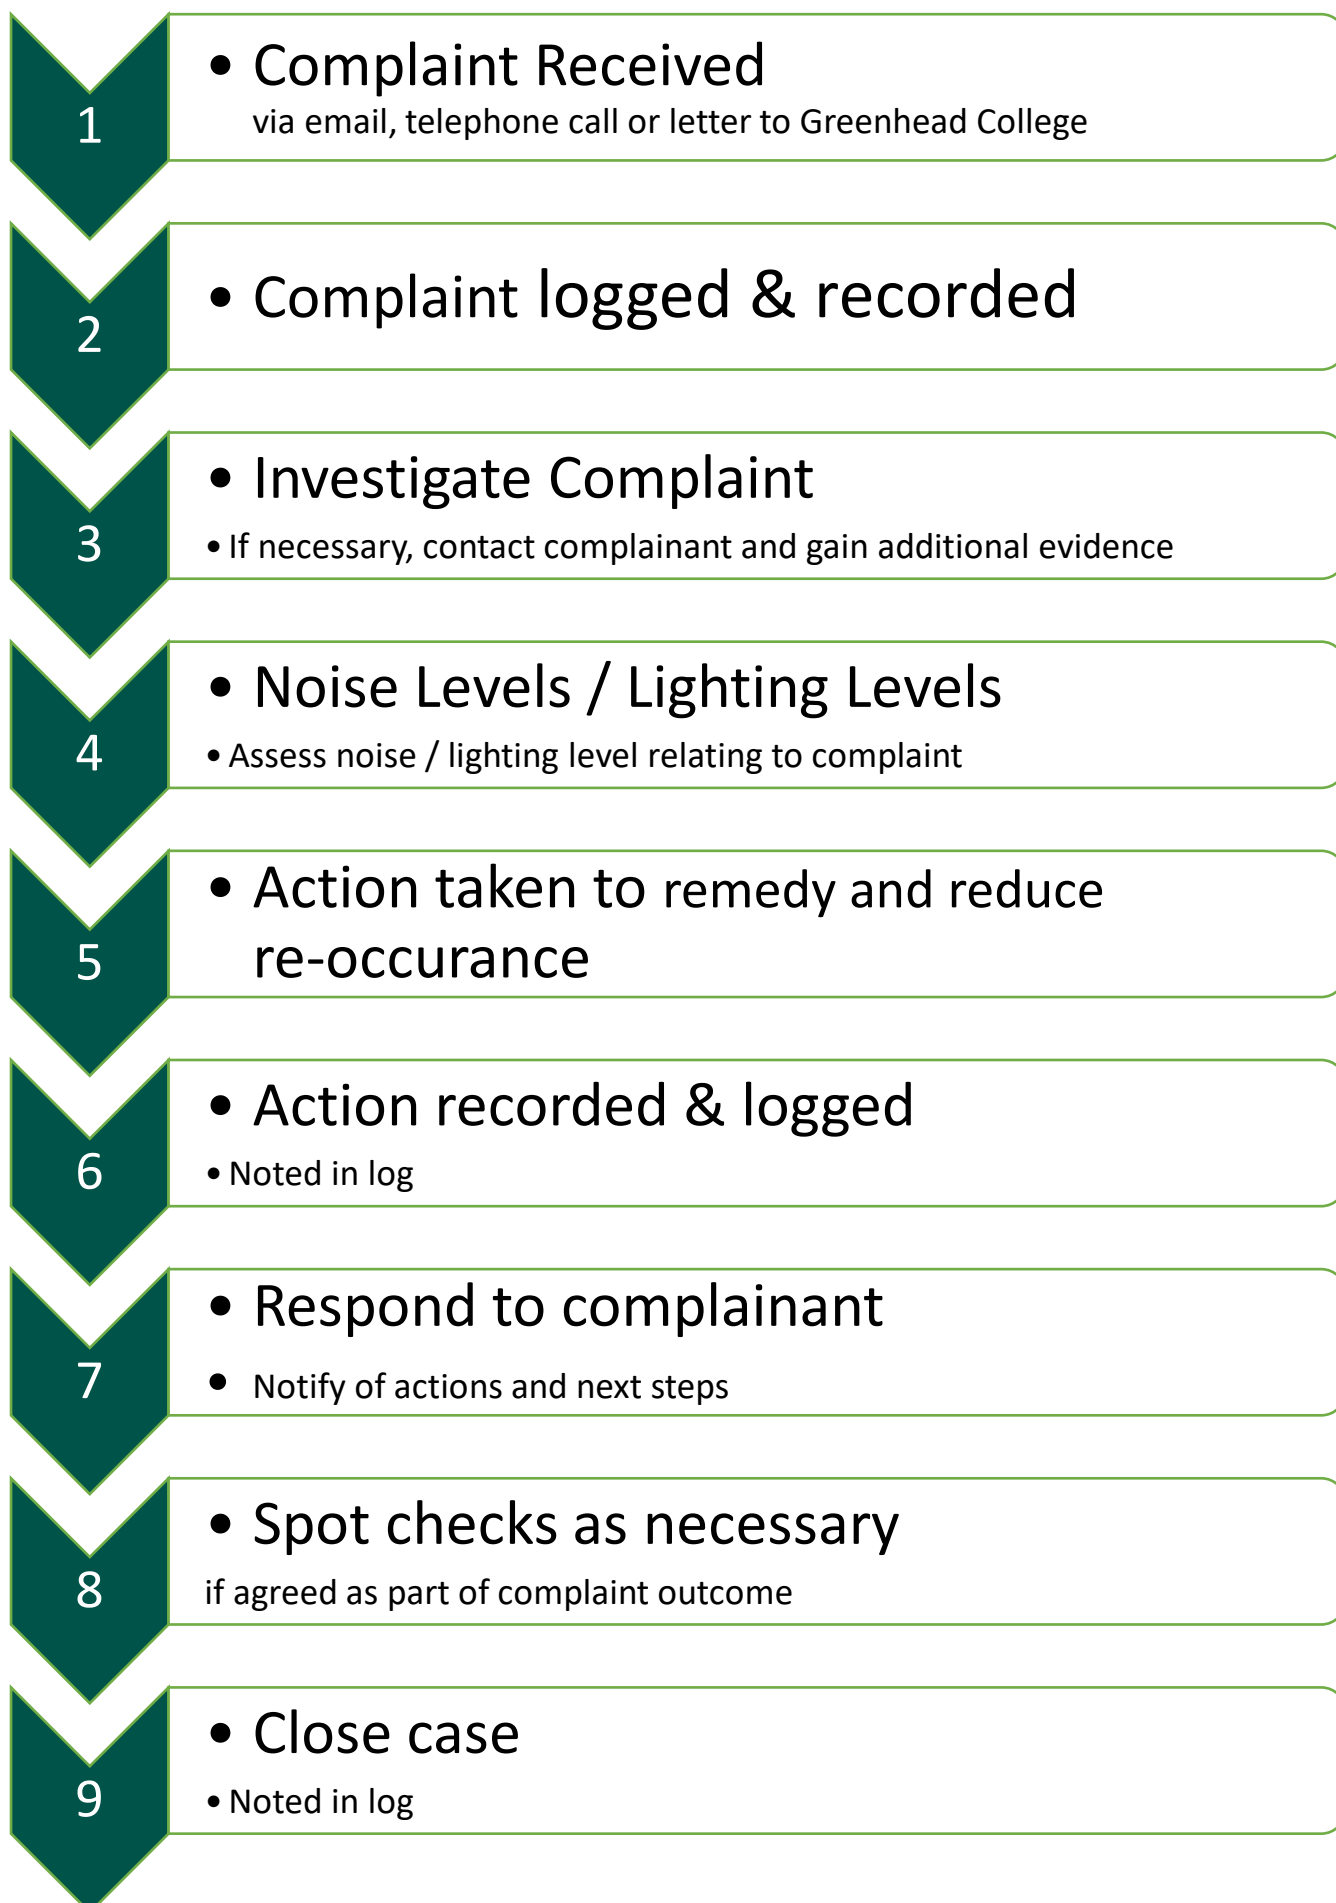 1
• Complaint Received
via email, telephone call or letter to Greenhead College
2
• Complaint logged & recorded
3
• Investigate Complaint
• If necessary, contact complainant and gain additional evidence
4
• Noise Levels / Lighting Levels
• Assess noise / lighting level relating to complaint
5
• Action taken to remedy and reduce
re-occurance
6
• Action recorded & logged
• Noted in log
7
• Respond to complainant
• Notify of actions and next steps
8
• Spot checks as necessary
if agreed as part of complaint outcome
9
• Close case
• Noted in log